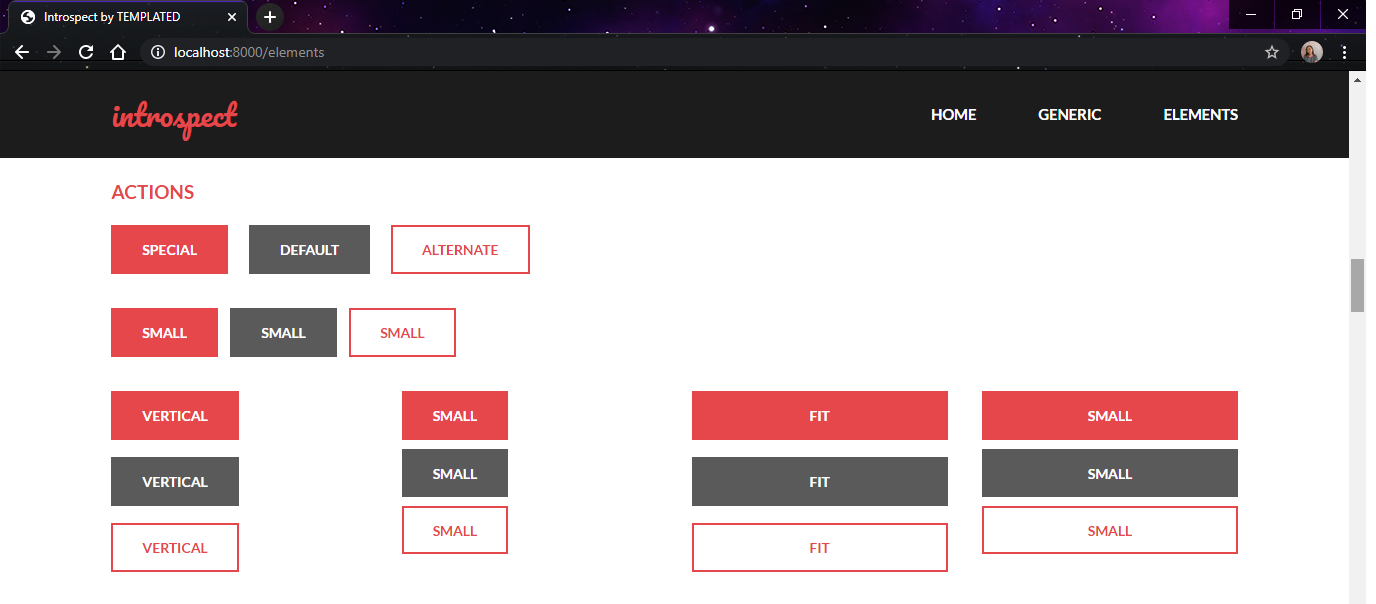 Introspect by TEMPLATED
localhost:8000/elements
introspect
HOME GENERIC ELEMENTS
ACTIONS
SPECIAL DEFAULT ALTERNATE
SMALL SMALL SMALL
VERTICAL SMALL FIT SMALL
VERTICAL SMALL FIT SMALL
VERTICAL SMALL FIT SMALL